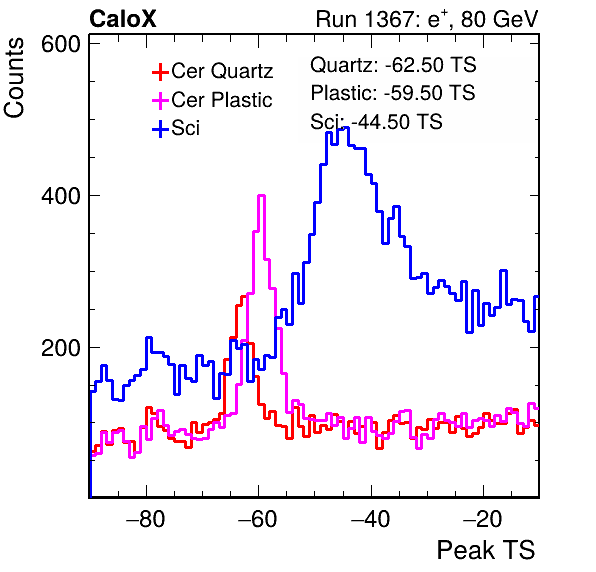 CaloX
Run 1367: e+, 80 GeV
Counts
600
400
200
Cer Quartz
Cer Plastic
Sci
Quartz: -62.50 TS
Plastic: -59.50 TS
Sci: -44.50 TS
−80
−60
−40
−20
Peak TS